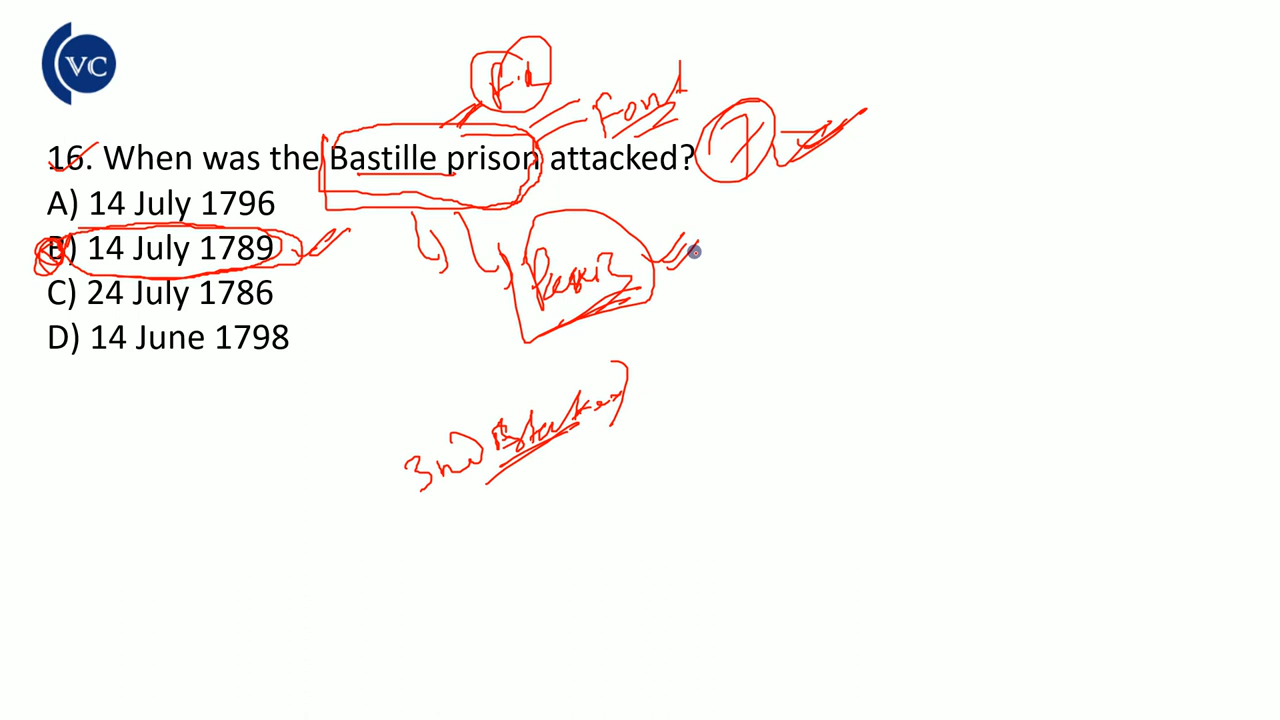 VC
16. When was the Bastille prison attacked?
A) 14 July 1796
B) 14 July 1789
C) 24 July 1786
D) 14 June 1798
7